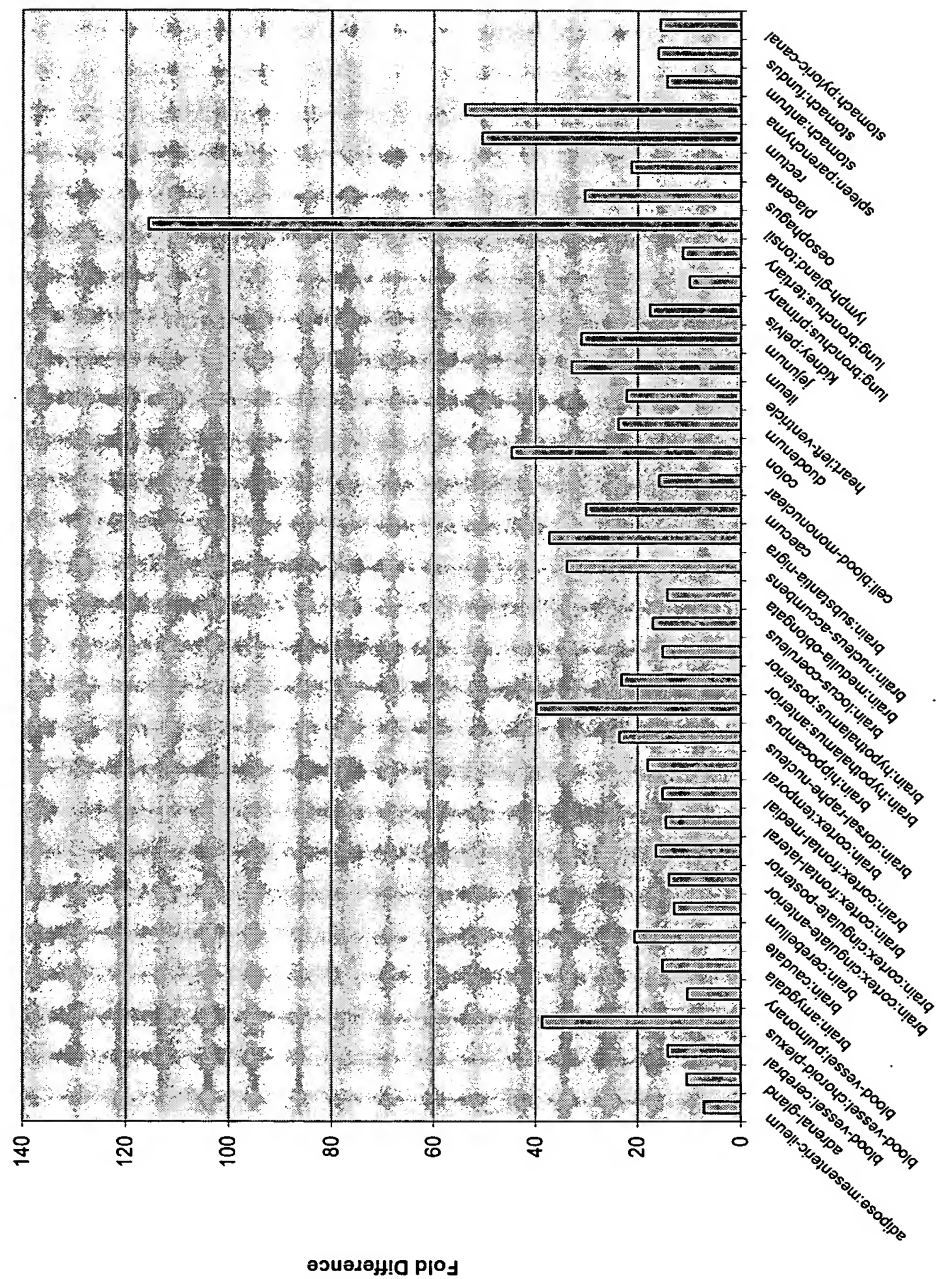 Fold Difference
140
120
100
80
60
40
20
0
adipose:mesenteric-ileum
adrenal gland
blood-vessel:cerebral
blood-vessel:choroid-plexus
blood-vessel:pulmonary
brain:amygdala
brain:caudate
brain:cerebellum
brain:cortex:cinguate-anterior
brain:cortex:cingulate-posterior
brain:cortex:frontal-lateral
brain:cortex:frontal-medial
brain:cortex:temporal
brain:dorsal-raphe-nucleus
brain:hippocampus
brain:hypothalamus:anterior
brain:hypothalamus:posterior
brain:locus-coeruleus
brain:medulla-oblongata
brain:nucleus-accumbens
brain:substantia-nigra
caecum
cell:blood-mononuclear
colon
duodenum
heart:left-ventricle
ileum
jejunum
kidney:pelvis
lung:bronchus:primary
lung:bronchus:tertiary
lymph gland:tonsil
oesophagus
placenta
rectum
spleen:parenchyma
stomach:antrum
stomach:fundus
stomach:pyloric-canal